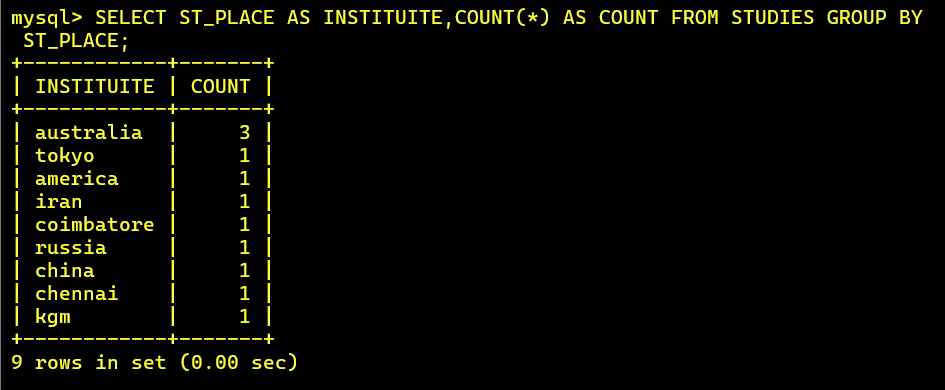 mysql> SELECT ST_PLACE AS INSTITUITE,COUNT(*) AS COUNT FROM STUDIES GROUP BY
 ST_PLACE;
+------------+-------+
| INSTITUITE | COUNT |
+------------+-------+
| australia  |     3 |
| tokyo      |     1 |
| america    |     1 |
| iran       |     1 |
| coimbatore |     1 |
| russia     |     1 |
| china      |     1 |
| chennai    |     1 |
| kgm        |     1 |
+------------+-------+
9 rows in set (0.00 sec)